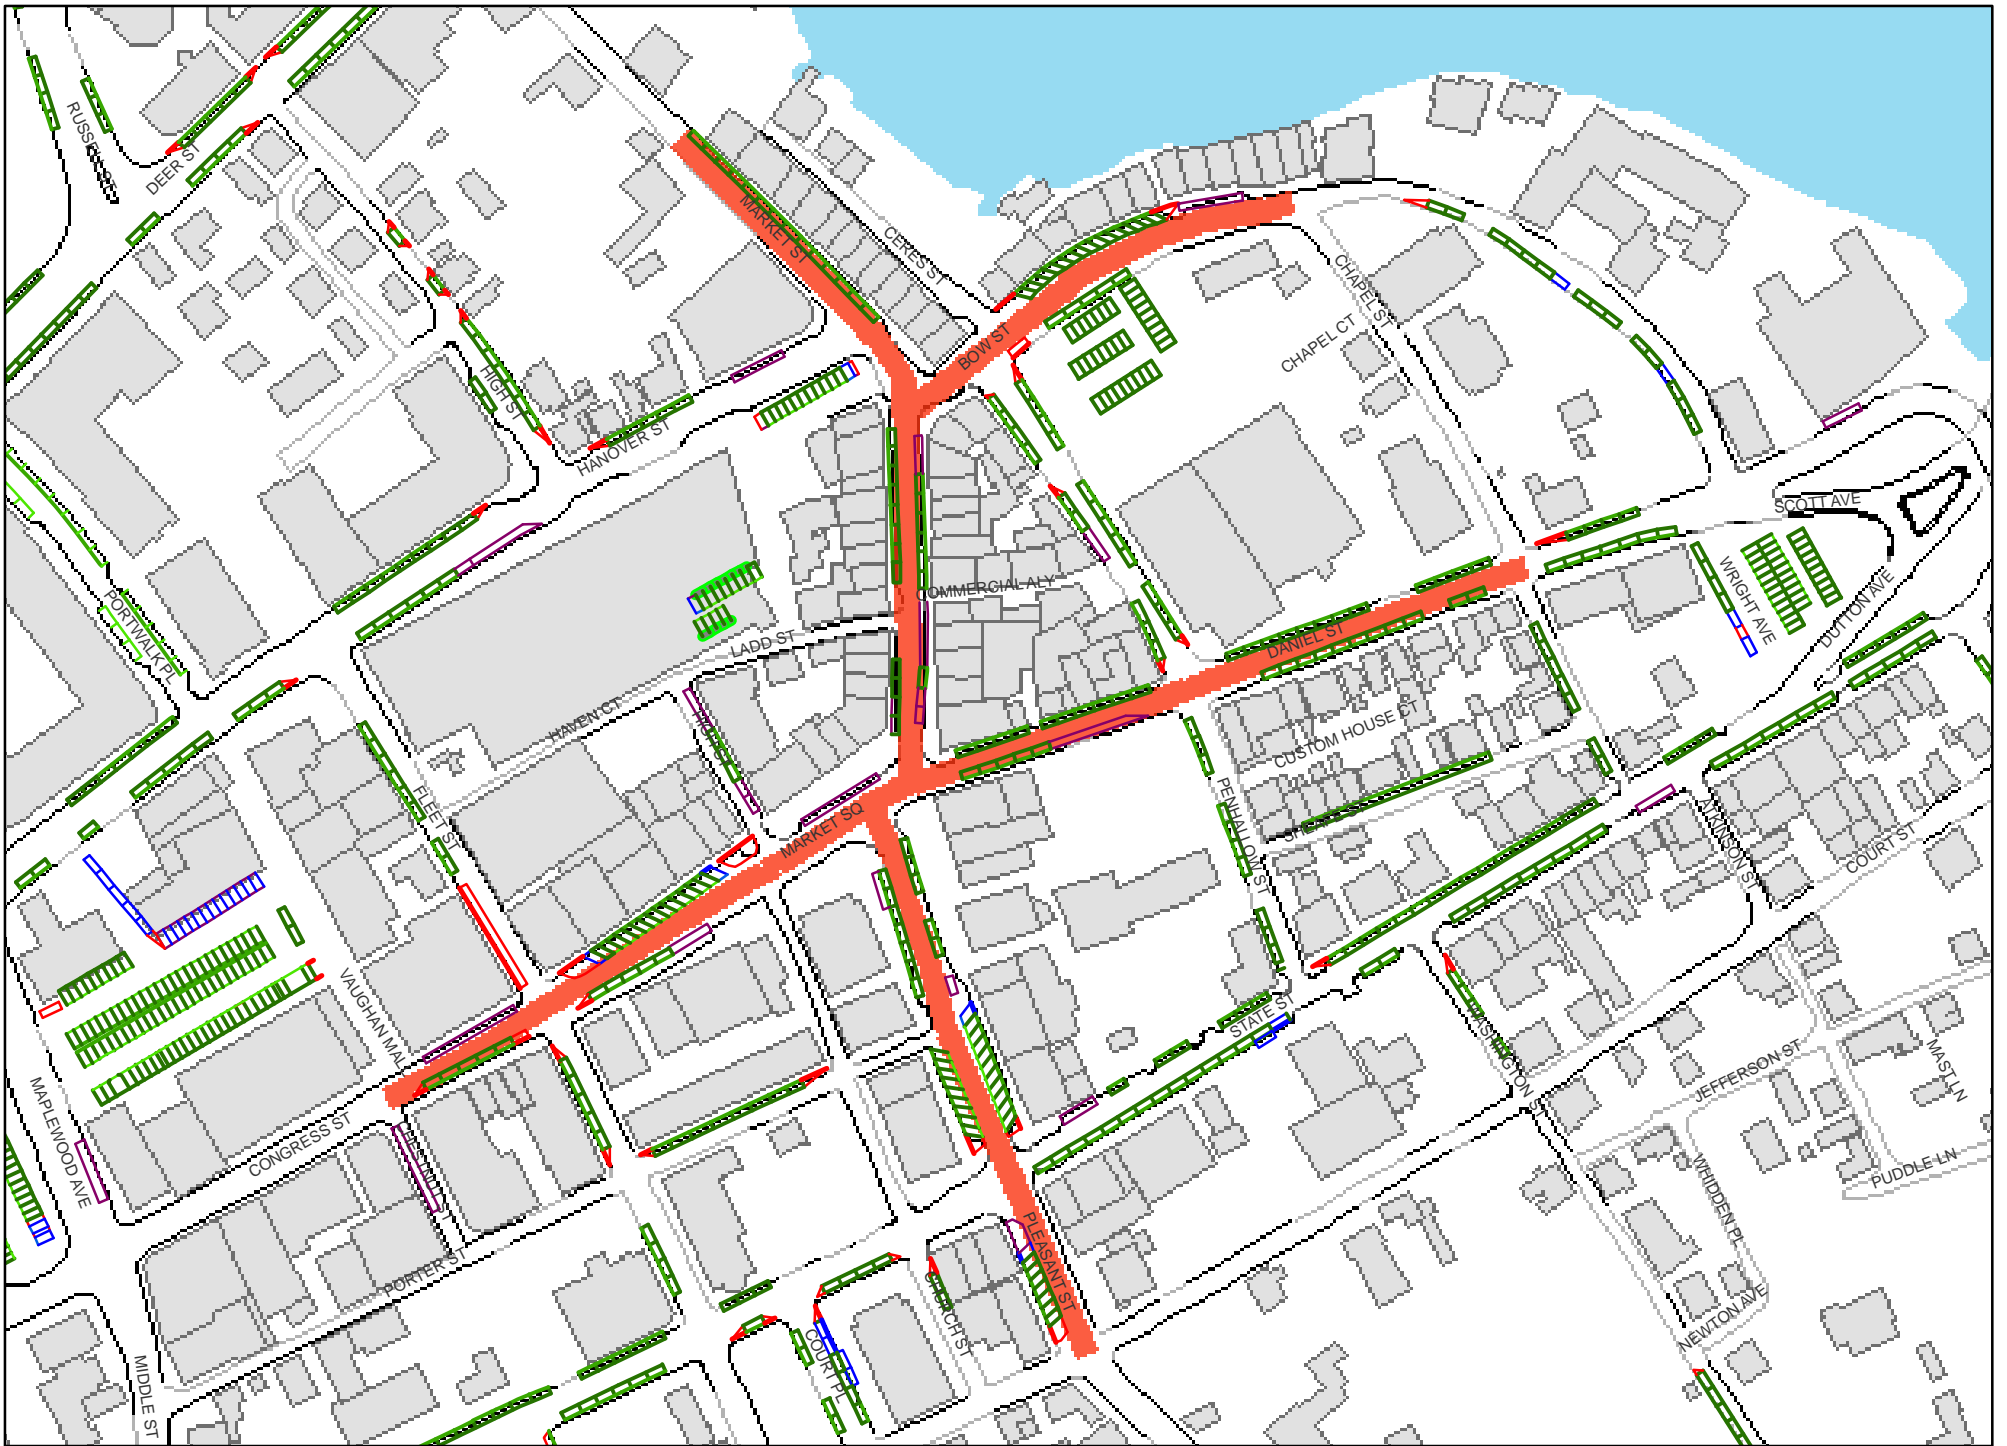 RUSSELL ST
DEER ST
MARKET ST
CERES ST
BOW ST
CHAPEL ST
CHAPEL CT
HIGH ST
HANOVER ST
SCOTT AVE
WRIGHT AVE
DUTTON AVE
COMMERCIAL ALY
PORTWALK PL
LADD ST
DANIEL ST
HAVEN CT
HIGH ST
CUSTOM HOUSE CT
FLEET ST
MARKET SQ
PENHALLOW ST
ATKINSON ST
COURT ST
VAUGHAN MALL
STATE ST
WASHINGTON ST
JEFFERSON ST
MAST LN
MAPLEWOOD AVE
CONGRESS ST
CHESTNUT ST
PUDDLE LN
WHIDDEN PL
PLEASANT ST
PORTER ST
CHURCH ST
NEWTON AVE
COURT PL
MIDDLE ST